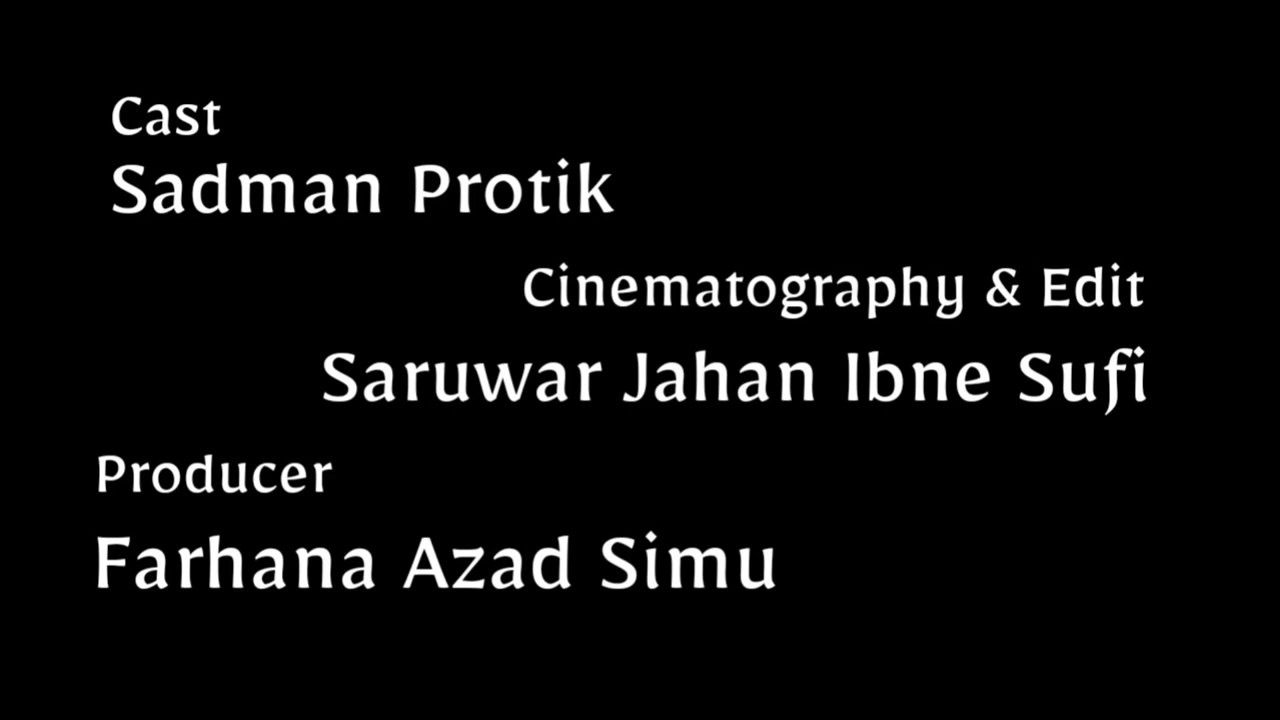 Cast
Sadman Protik
Cinematography & Edit
Saruwar Jahan Ibne Sufi
Producer
Farhana Azad Simu